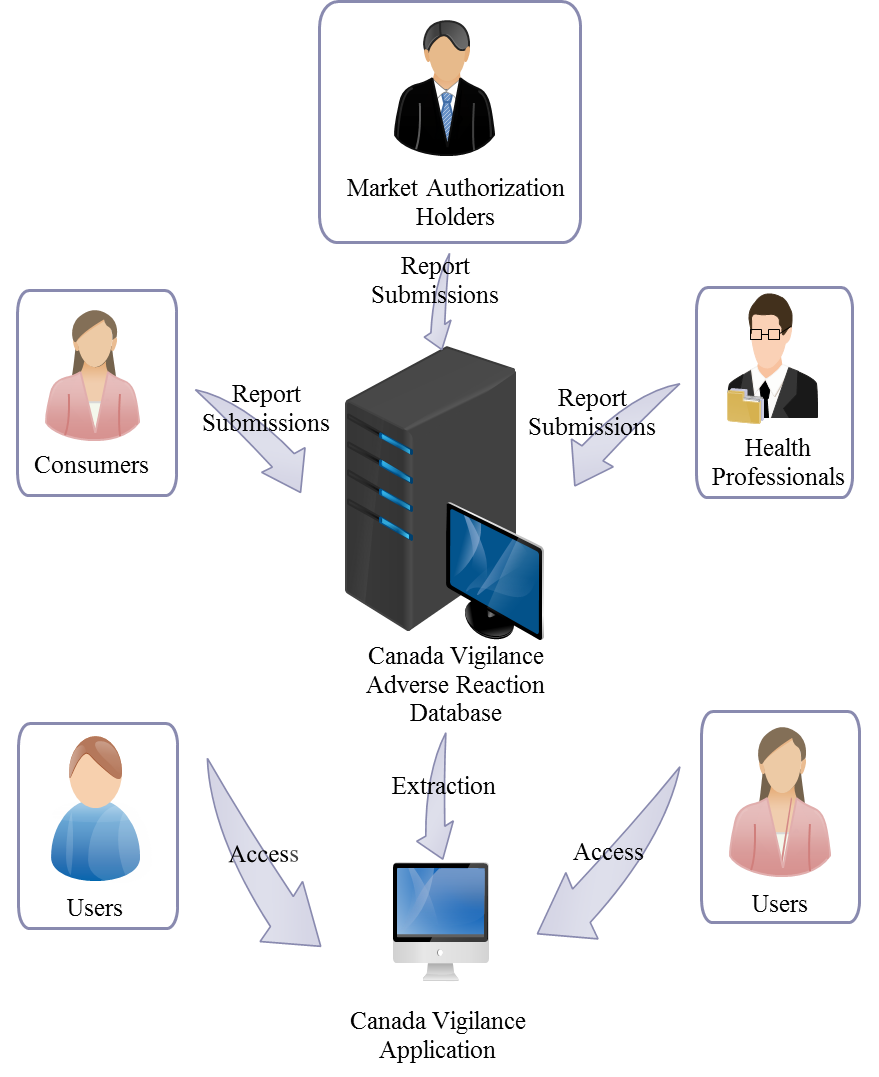 Market Authorization
Holders
Report
Submissions
Consumers
Report
Submissions
Report
Submissions
Health
Professionals
Canada Vigilance
Adverse Reaction
Database
Users
Access
Extraction
Access
Users
Canada Vigilance
Application